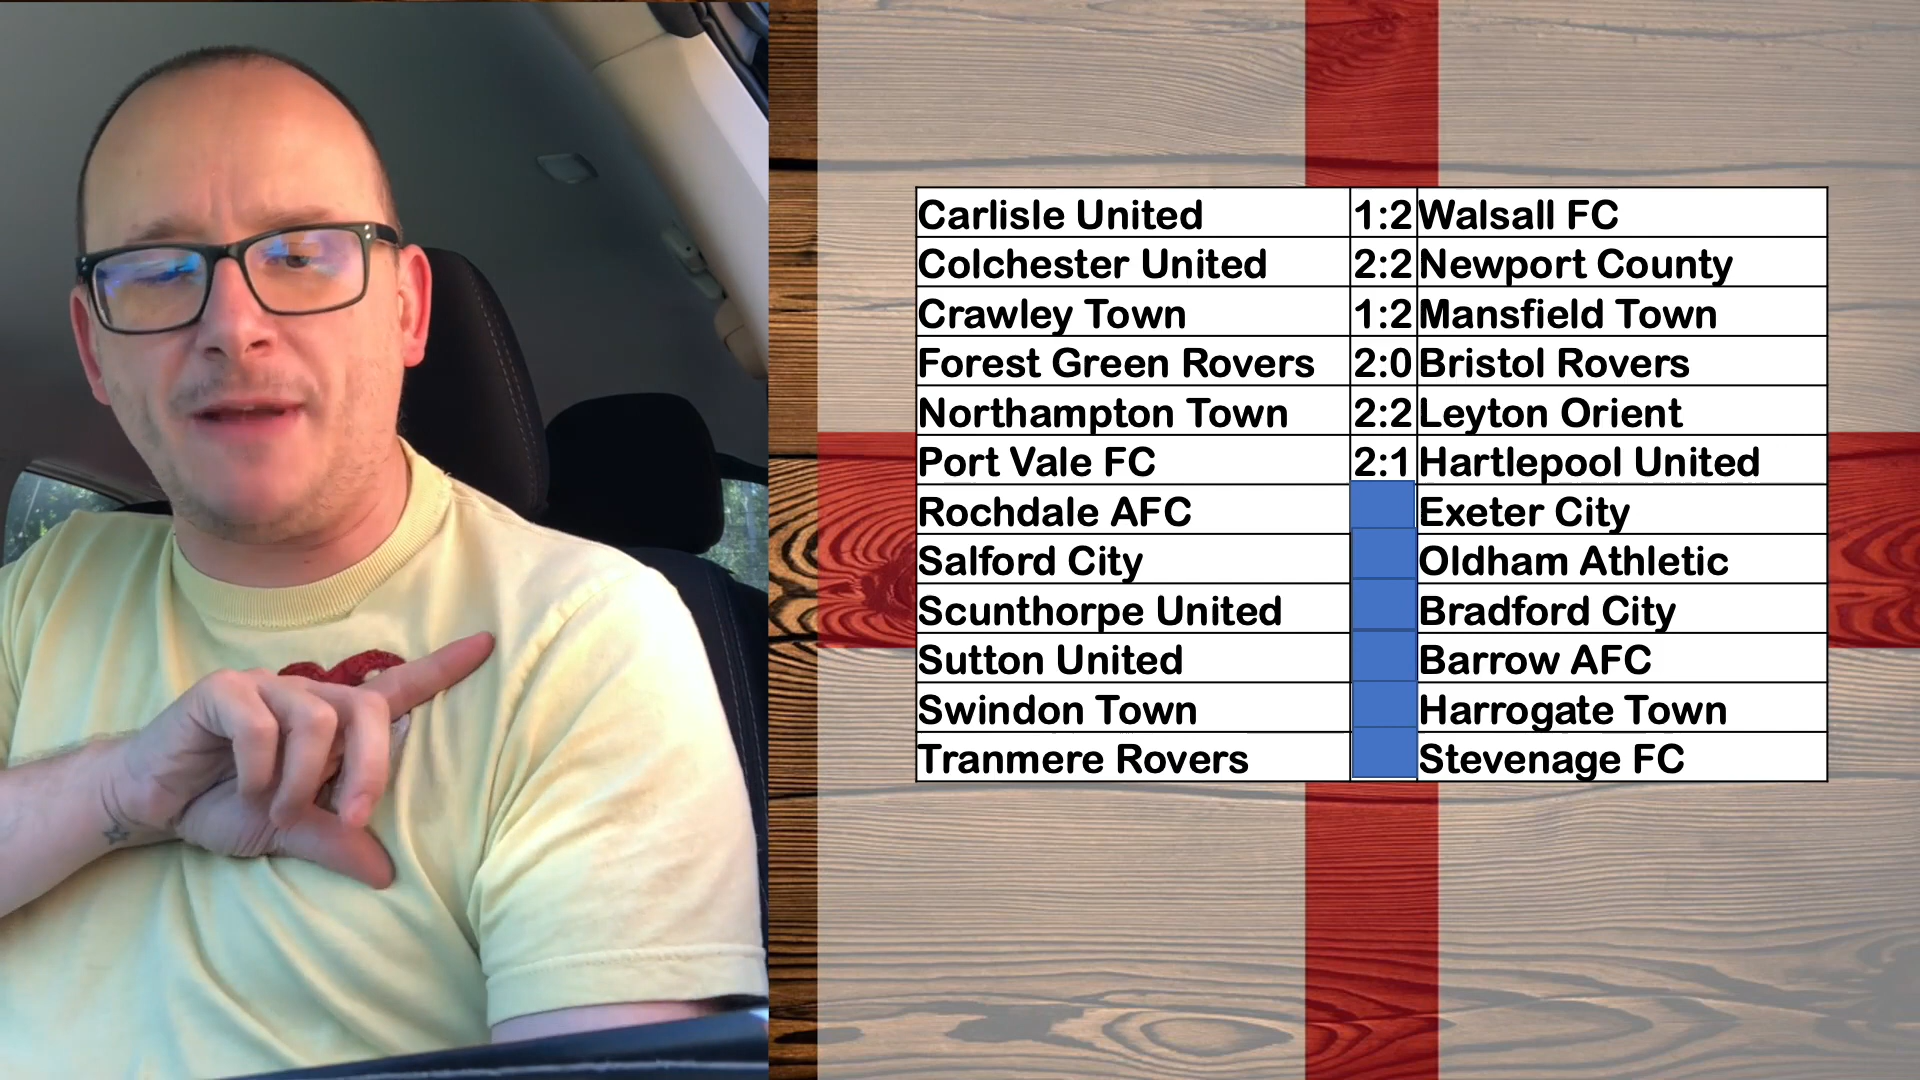 Carlisle United 1:2 Walsall FC
Colchester United 2:2 Newport County
Crawley Town 1:2 Mansfield Town
Forest Green Rovers 2:0 Bristol Rovers
Northampton Town 2:2 Leyton Orient
Port Vale FC 2:1 Hartlepool United
Rochdale AFC Exeter City
Salford City Oldham Athletic
Scunthorpe United Bradford City
Sutton United Barrow AFC
Swindon Town Harrogate Town
Tranmere Rovers Stevenage FC